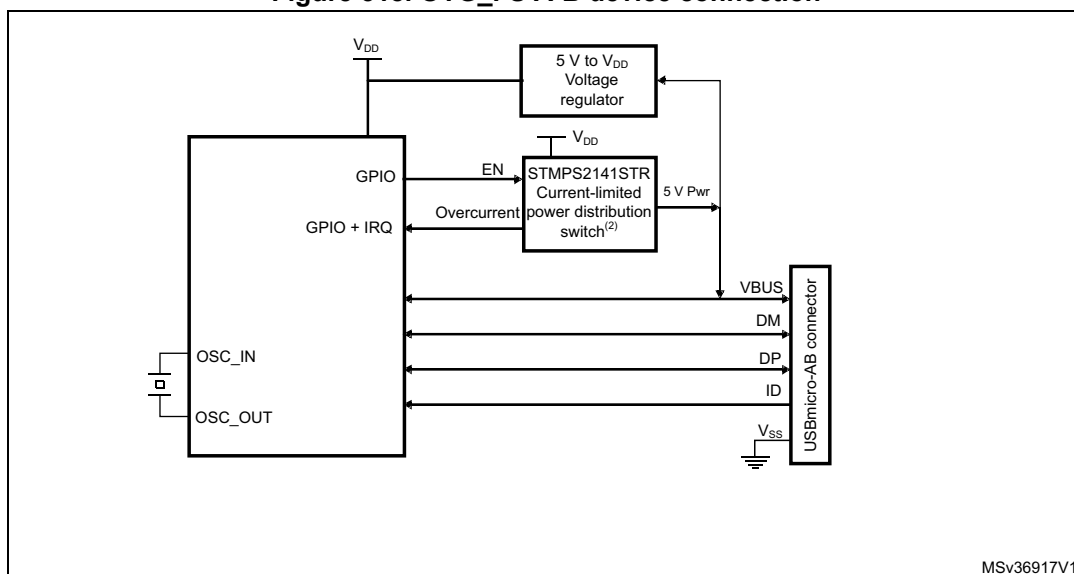 Figure OTG_FS A-B device connection
VDD
5 V to VDD
Voltage
regulator
VDD
GPIO
EN
STMPS2141STR
Current-limited
power distribution
switch(2)
5 V Pwr
GPIO + IRQ
Overcurrent
VBUS
DM
DP
ID
VSS
OSC_IN
OSC_OUT
USBmicro-AB connector
MSv36917V1